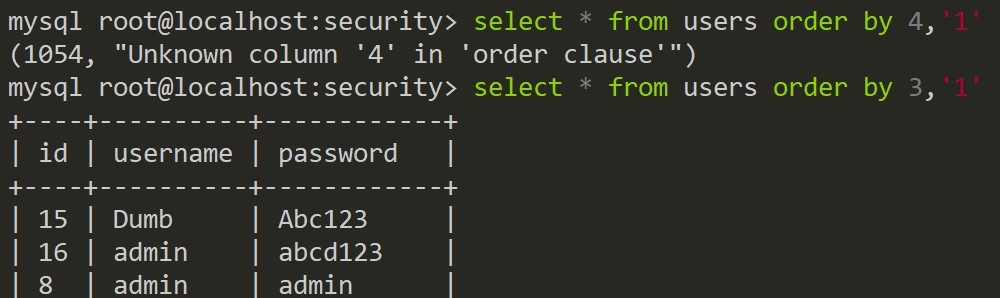 mysql root@localhost:security> select * from users order by 4,'1'
(1054, "Unknown column '4' in 'order clause'")
mysql root@localhost:security> select * from users order by 3,'1'
+----+----------+------------+
| id | username | password   |
+----+----------+------------+
| 15 | Dumb     | Abc123     |
| 16 | admin    | abcd123    |
| 8  | admin    | admin      |